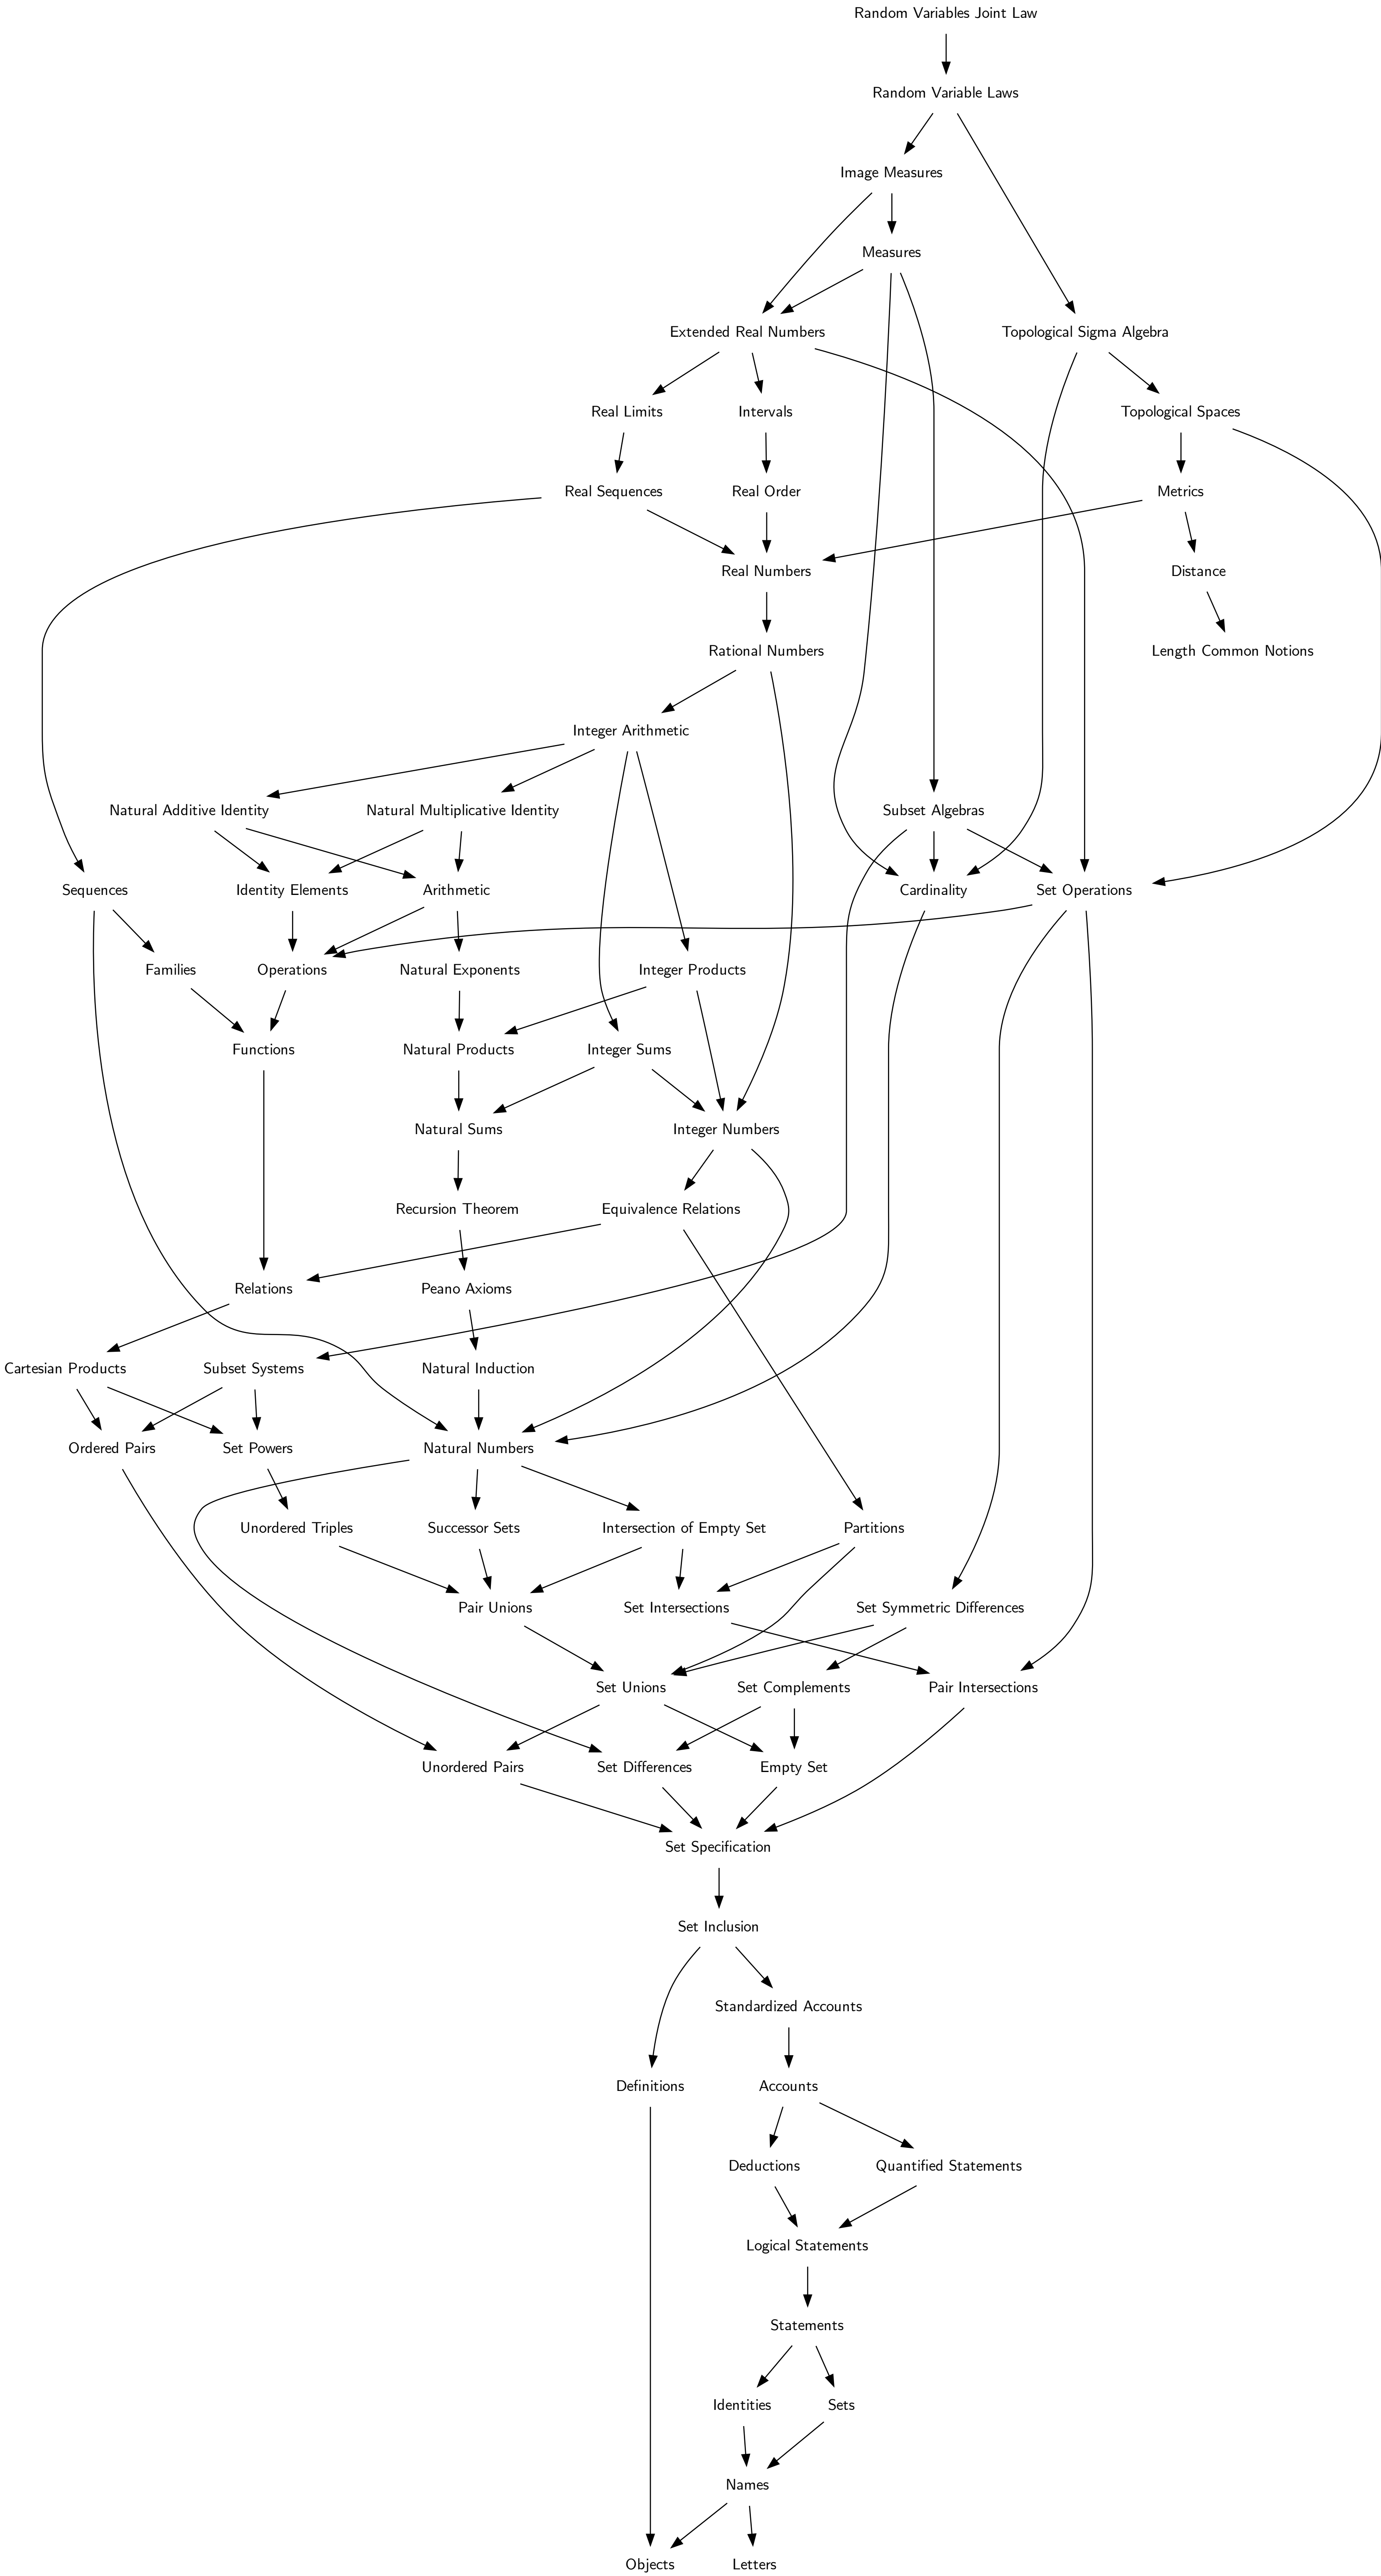 Random Variables Joint Law
Random Variable Laws
Image Measures
Measures
Extended Real Numbers
Topological Sigma Algebra
Real Limits
Intervals
Topological Spaces
Real Sequences
Real Order
Metrics
Real Numbers
Distance
Rational Numbers
Length Common Notions
Integer Arithmetic
Natural Additive Identity
Natural Multiplicative Identity
Subset Algebras
Sequences
Identity Elements
Arithmetic
Cardinality
Set Operations
Families
Operations
Natural Exponents
Integer Products
Functions
Natural Products
Integer Sums
Natural Sums
Integer Numbers
Recursion Theorem
Equivalence Relations
Relations
Peano Axioms
Cartesian Products
Subset Systems
Natural Induction
Ordered Pairs
Set Powers
Natural Numbers
Unordered Triples
Successor Sets
Intersection of Empty Set
Partitions
Pair Unions
Set Intersections
Set Symmetric Differences
Set Unions
Set Complements
Pair Intersections
Unordered Pairs
Set Differences
Empty Set
Set Specification
Set Inclusion
Standardized Accounts
Definitions
Accounts
Deductions
Quantified Statements
Logical Statements
Statements
Identities
Sets
Names
Objects
Letters